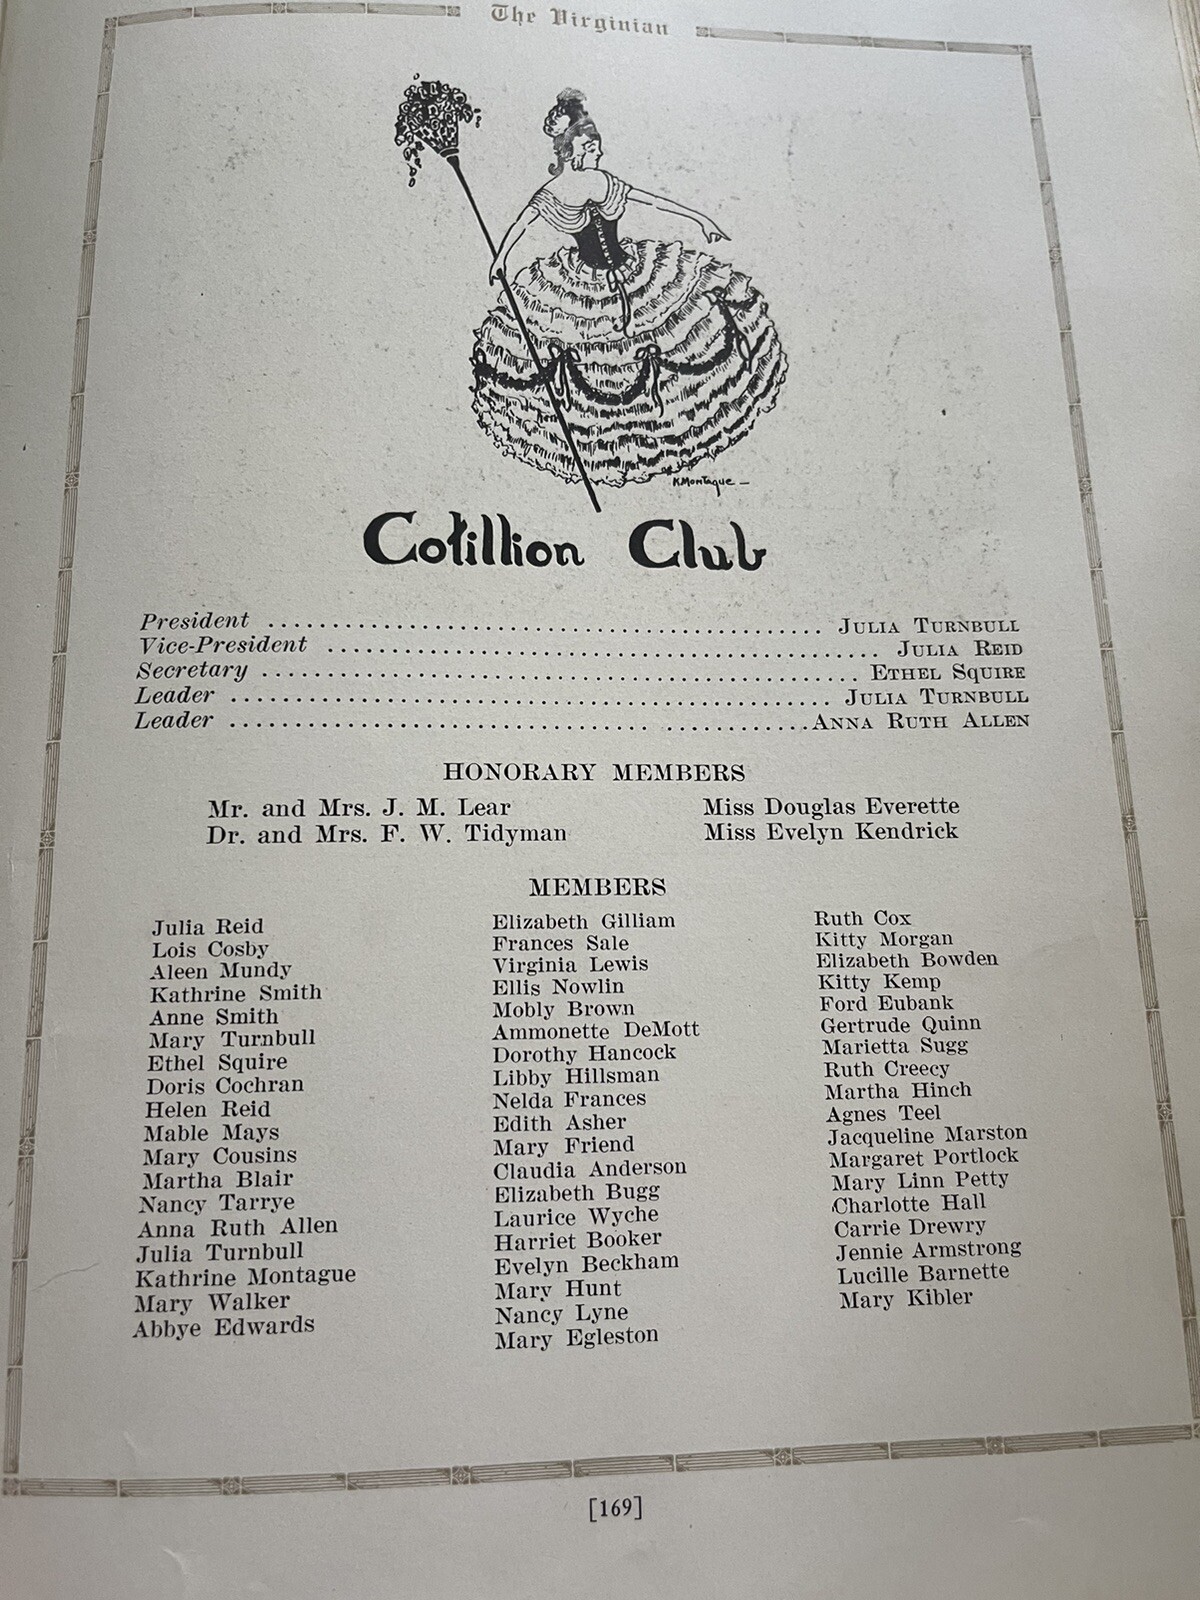 The Virginian
K Montague
Cotillion Club
President ........ Julia Turnbull
Vice-President ........ Julia Reid
Secretary ........ Ethel Squire
Leader ........ Julia Turnbull
Leader ........ Anna Ruth Allen
HONORARY MEMBERS
Mr. and Mrs. J. M. Lear
Dr. and Mrs. F. W. Tidyman
Miss Douglas Everette
Miss Evelyn Kendrick
MEMBERS
Julia Reid
Lois Cosby
Aleen Mundy
Kathrine Smith
Anne Smith
Mary Turnbull
Ethel Squire
Doris Cochran
Helen Reid
Mable Mays
Mary Cousins
Martha Blair
Nancy Tarrye
Anna Ruth Allen
Julia Turnbull
Kathrine Montague
Mary Walker
Abbye Edwards
Elizabeth Gilliam
Frances Sale
Virginia Lewis
Ellis Nowlin
Mobly Brown
Ammonette DeMott
Dorothy Hancock
Libby Hillsman
Nelda Frances
Edith Asher
Mary Friend
Claudia Anderson
Elizabeth Bugg
Laurice Wyche
Harriet Booker
Evelyn Beckham
Mary Hunt
Nancy Lyne
Mary Egleston
Ruth Cox
Kitty Morgan
Elizabeth Bowden
Kitty Kemp
Ford Eubank
Gertrude Quinn
Marietta Sugg
Ruth Creecy
Martha Hinch
Agnes Teel
Jacqueline Marston
Margaret Portlock
Mary Linn Petty
Charlotte Hall
Carrie Drewry
Jennie Armstrong
Lucille Barnette
Mary Kibler
[169]